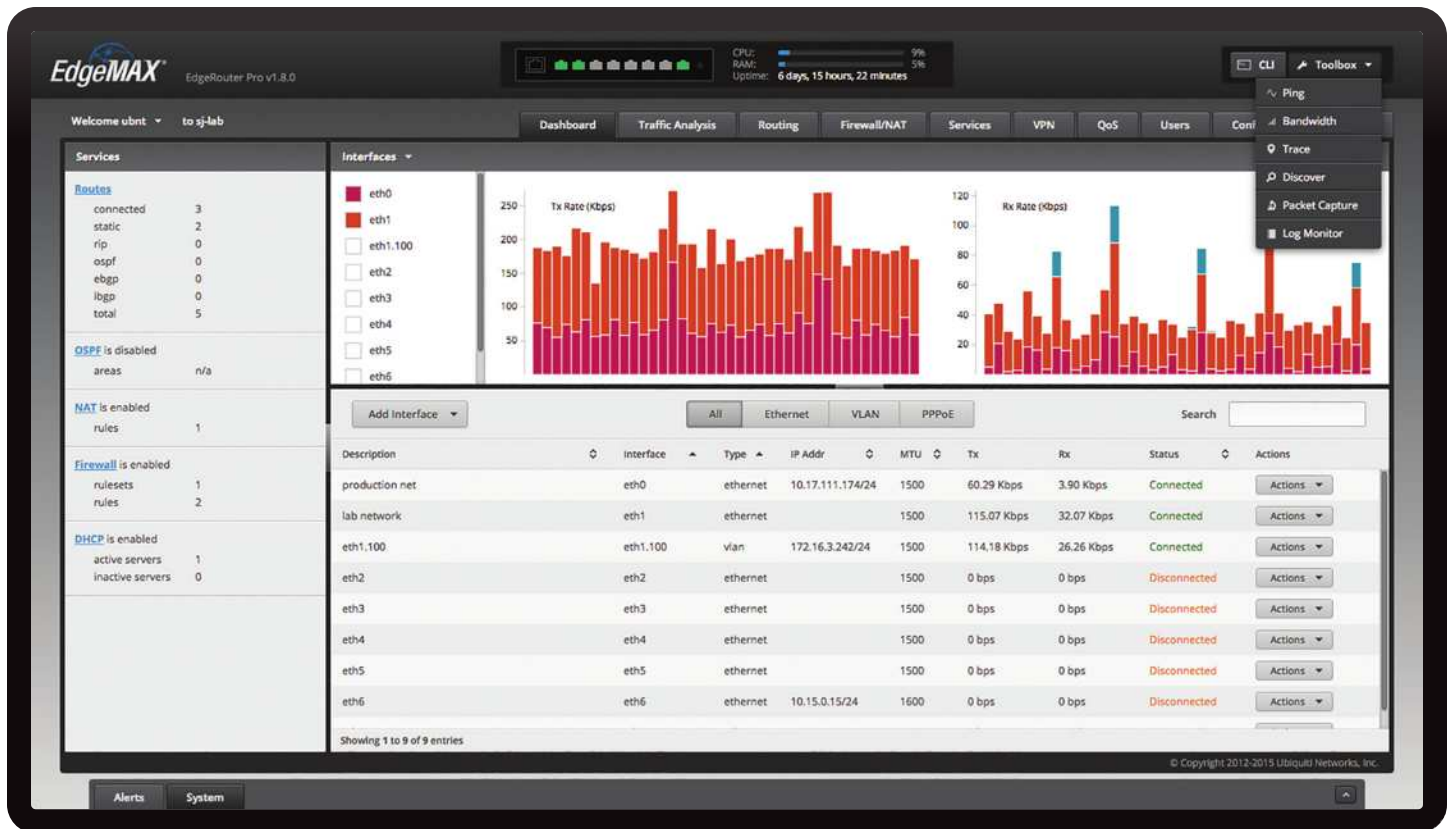 EdgeMAX
EdgeRouter Pro v1.8.0
CPU: 9%
RAM: 5%
Uptime: 6 days, 15 hours, 22 minutes
CLI Toolbox
Ping
Bandwidth
Trace
Discover
Packet Capture
Log Monitor
Welcome ubnt to sj-lab
Dashboard Traffic Analysis Routing Firewall/NAT Services VPN QoS Users Conf
Services
Routes
connected 3
static 2
rip 0
ospf 0
ebgp 0
ibgp 0
total 5
OSPF is disabled
areas n/a
NAT is enabled
rules 1
Firewall is enabled
rulesets 1
rules 2
DHCP is enabled
active servers 1
inactive servers 0
Interfaces
eth0
eth1
eth1.100
eth2
eth3
eth4
eth5
eth6
Tx Rate (Kbps)
250
200
150
100
50
Rx Rate (Kbps)
120
100
80
60
40
20
Add Interface All Ethernet VLAN PPPoE Search
Description Interface Type IP Addr MTU Tx Rx Status Actions
production net eth0 ethernet 10.17.111.174/24 1500 60.29 Kbps 3.90 Kbps Connected Actions
lab network eth1 ethernet 1500 115.07 Kbps 32.07 Kbps Connected Actions
eth1.100 eth1.100 vlan 172.16.3.242/24 1500 114.18 Kbps 26.26 Kbps Connected Actions
eth2 eth2 ethernet 1500 0 bps 0 bps Disconnected Actions
eth3 eth3 ethernet 1500 0 bps 0 bps Disconnected Actions
eth4 eth4 ethernet 1500 0 bps 0 bps Disconnected Actions
eth5 eth5 ethernet 1500 0 bps 0 bps Disconnected Actions
eth6 eth6 ethernet 10.15.0.15/24 1600 0 bps 0 bps Disconnected Actions
Showing 1 to 9 of 9 entries
© Copyright 2012-2015 Ubiquiti Networks, Inc.
Alerts System